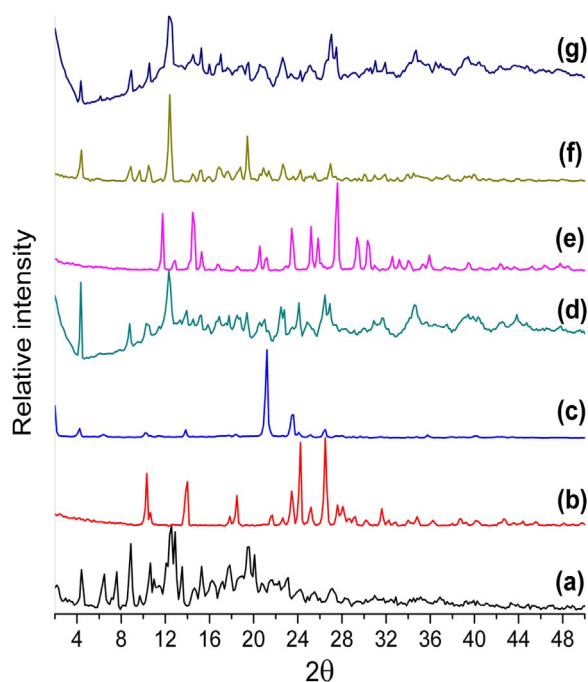 (g)
(f)
(e)
(d)
(c)
(b)
(a)
Relative intensity
4 8 12 16 20 24 28 32 36 40 44 48
2θ